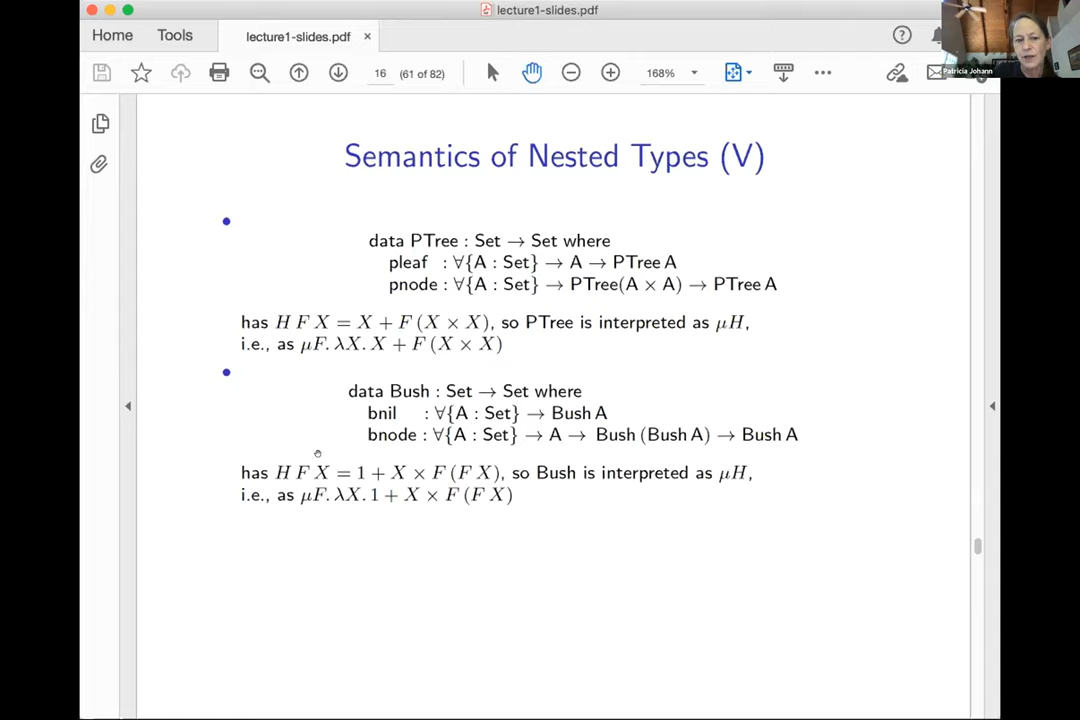 lecture1-slides.pdf
Home Tools lecture1-slides.pdf ×
16 (61 of 82) 168%
Patricia Johann
Semantics of Nested Types (V)
data PTree : Set → Set where
pleaf : ∀{A : Set} → A → PTree A
pnode : ∀{A : Set} → PTree(A × A) → PTree A
has H F X = X + F (X × X), so PTree is interpreted as μH,
i.e., as μF. λX. X + F (X × X)
data Bush : Set → Set where
bnil : ∀{A : Set} → Bush A
bnode : ∀{A : Set} → A → Bush (Bush A) → Bush A
has H F X = 1 + X × F (F X), so Bush is interpreted as μH,
i.e., as μF. λX. 1 + X × F (F X)